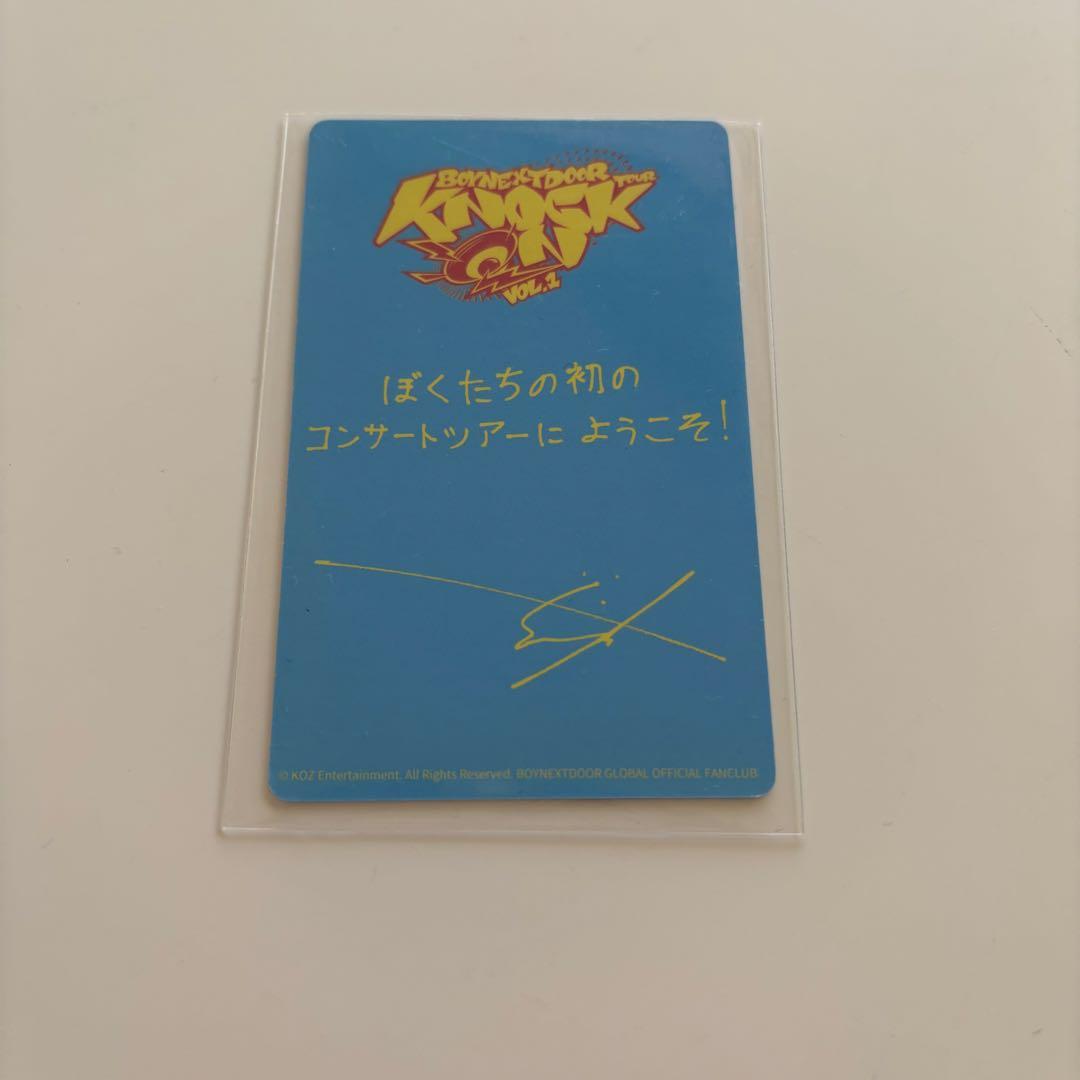 BOYNEXTDOOR TOUR
KNOCK
ON
VOL.1
ぼくたちの初の
コンサートツアーに ようこそ!
© KOZ Entertainment. All Rights Reserved. BOYNEXTDOOR GLOBAL OFFICIAL FANCLUB